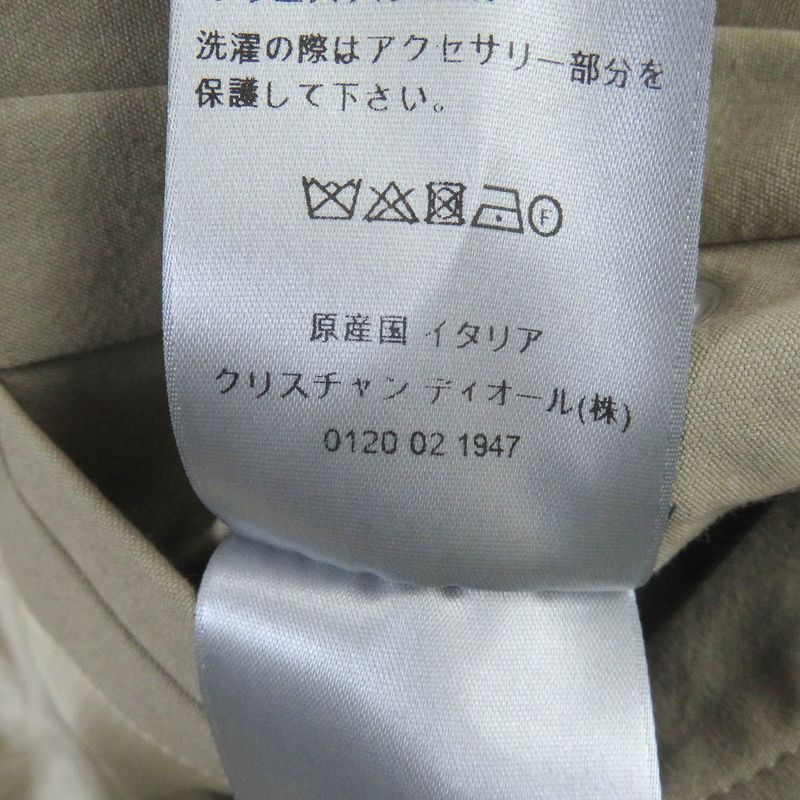 洗濯の際はアクセサリー部分を
保護して下さい。
F
原産国 イタリア
クリスチャン ディオール(株)
0120 02 1947